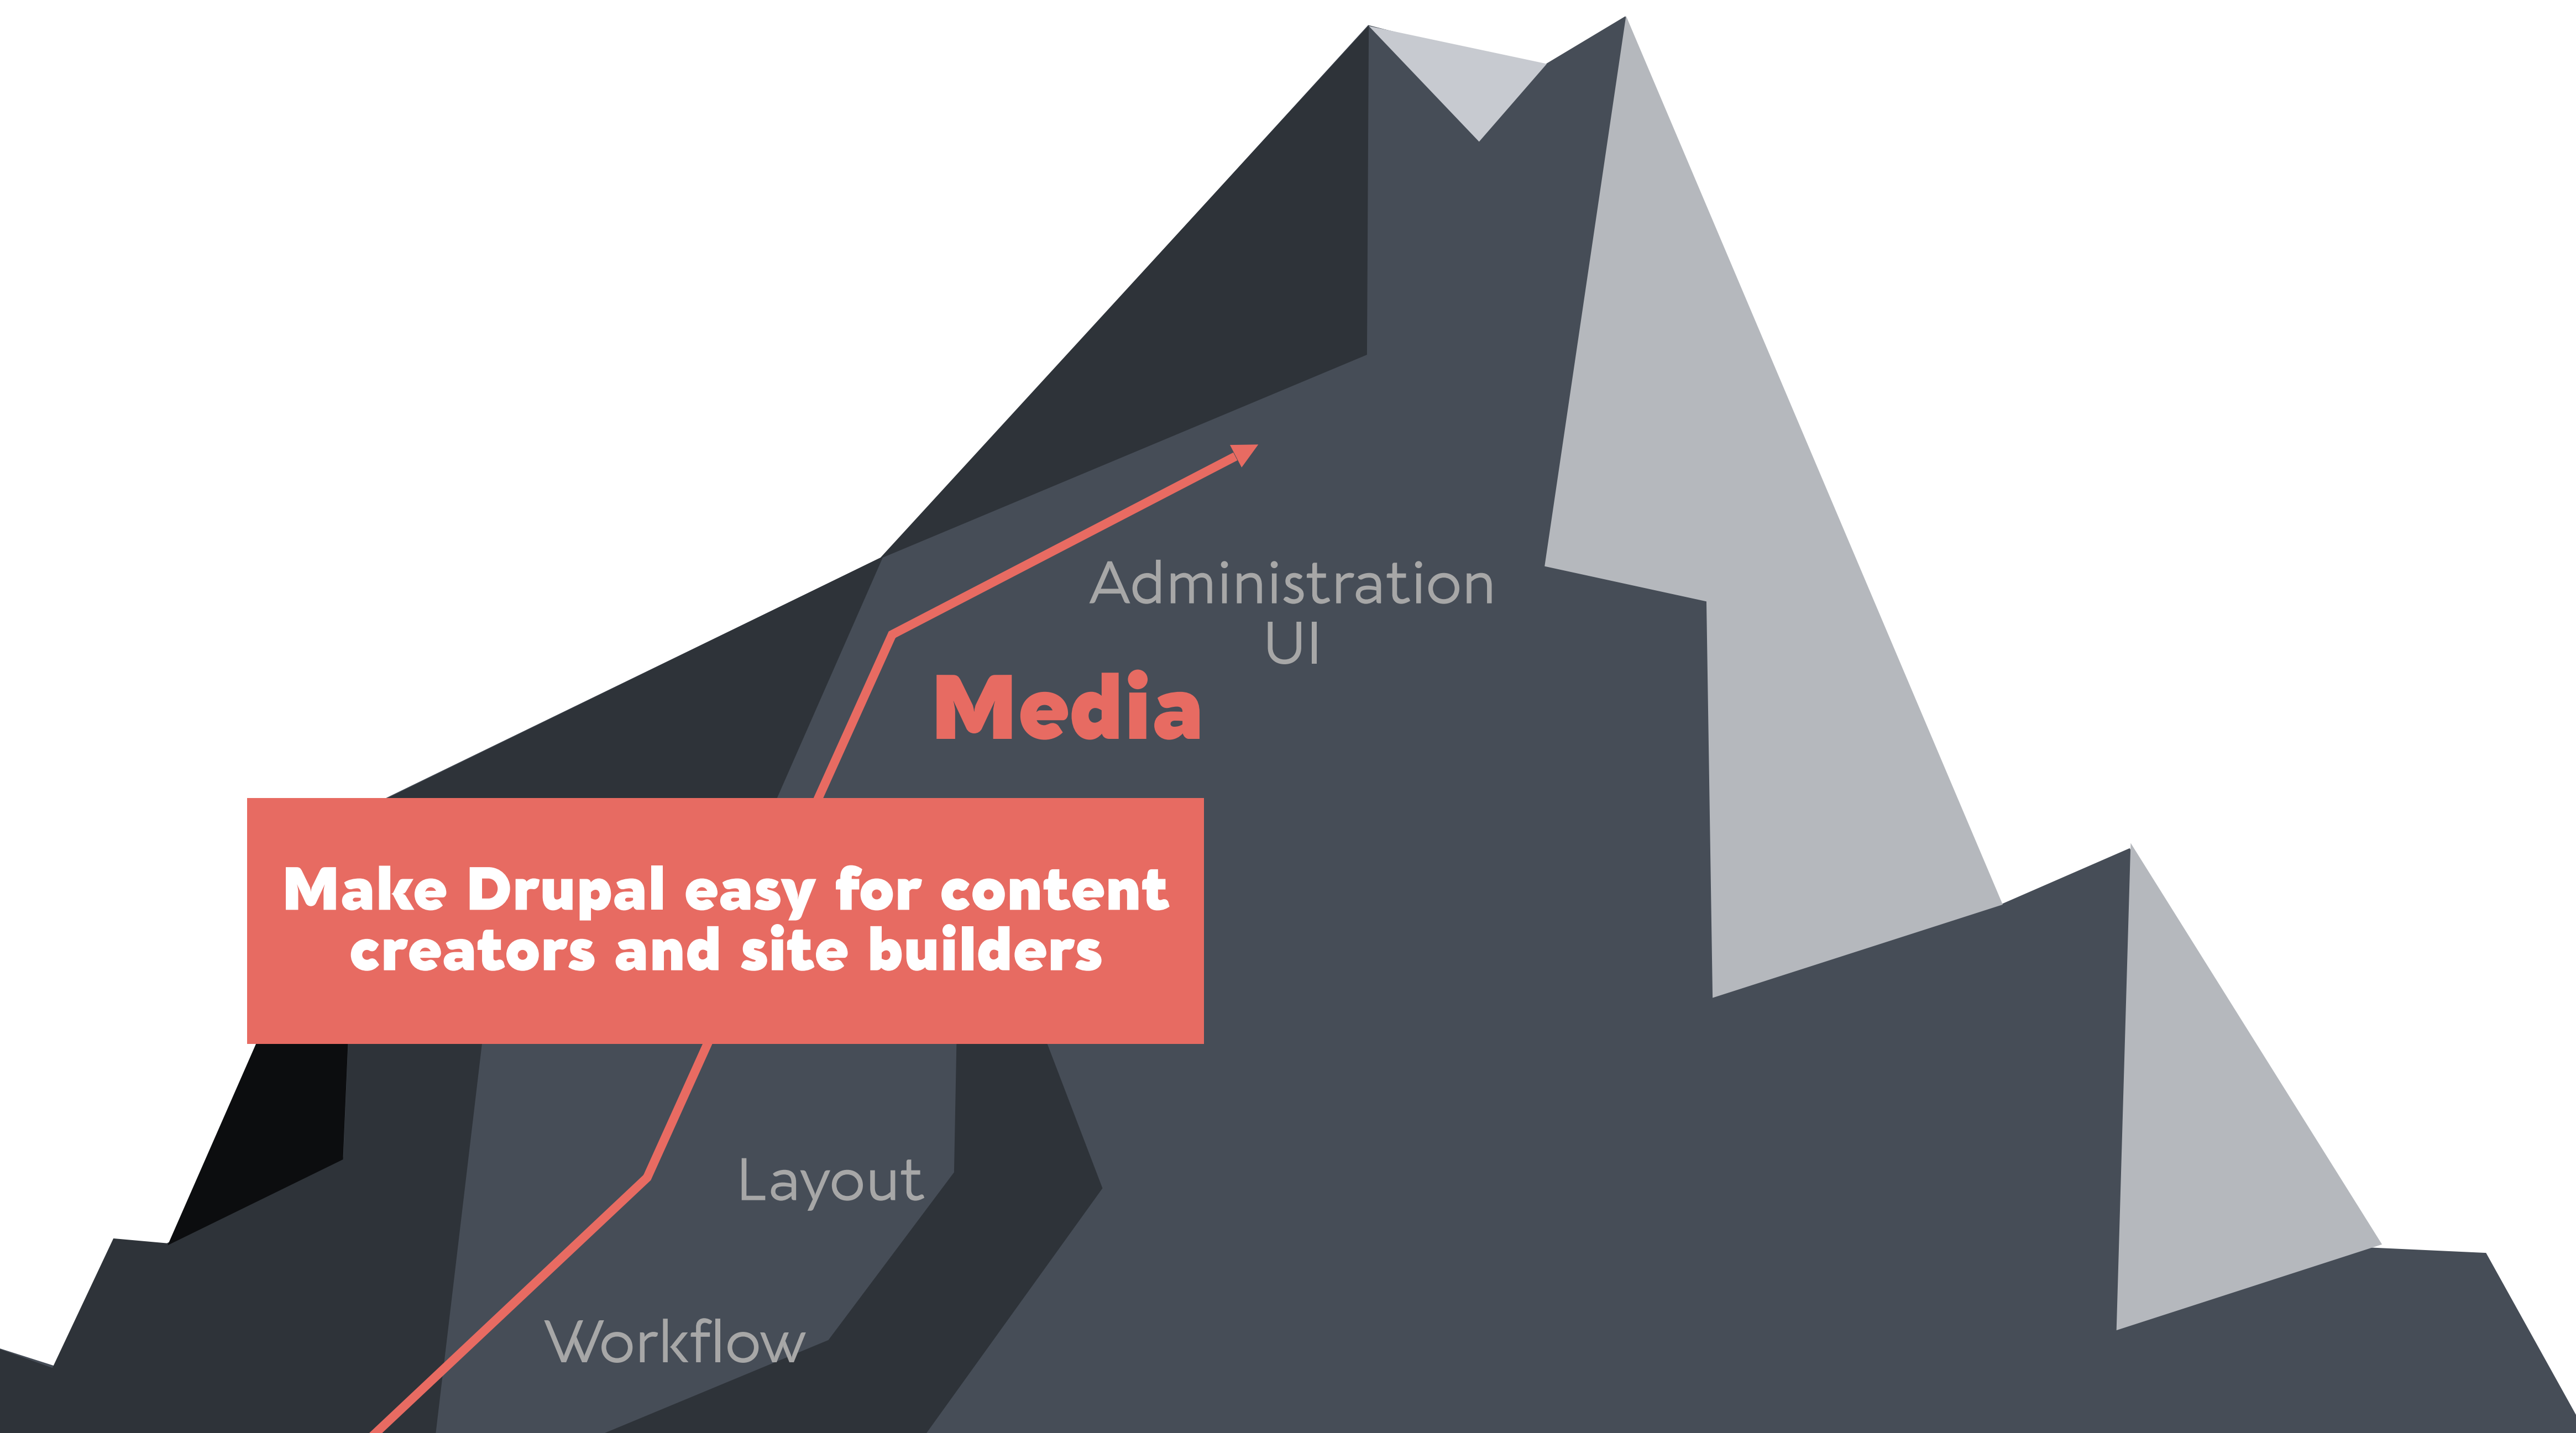 Administration
UI
Media
Make Drupal easy for content
creators and site builders
Layout
Workflow